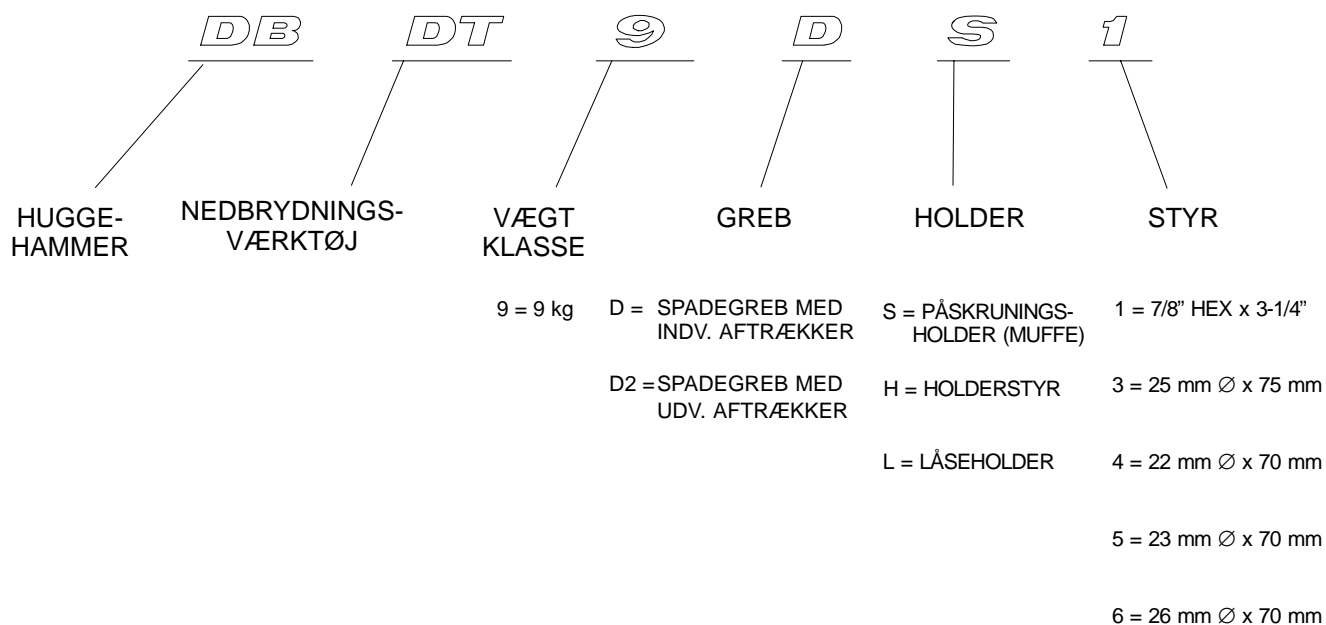 DB DT 9 D S 1
HUGGE-
HAMMER
NEDBRYDNINGS-
VÆRKTØJ
VÆGT
KLASSE
GREB
HOLDER
STYR
9 = 9 kg
D = SPADEGREB MED
INDV. AFTRÆKKER
D2 =SPADEGREB MED
UDV. AFTRÆKKER
S = PÅSKRUNINGS-
HOLDER (MUFFE)
H = HOLDERSTYR
L = LÅSEHOLDER
1 = 7/8” HEX x 3-1/4”
3 = 25 mm ∅ x 75 mm
4 = 22 mm ∅ x 70 mm
5 = 23 mm ∅ x 70 mm
6 = 26 mm ∅ x 70 mm